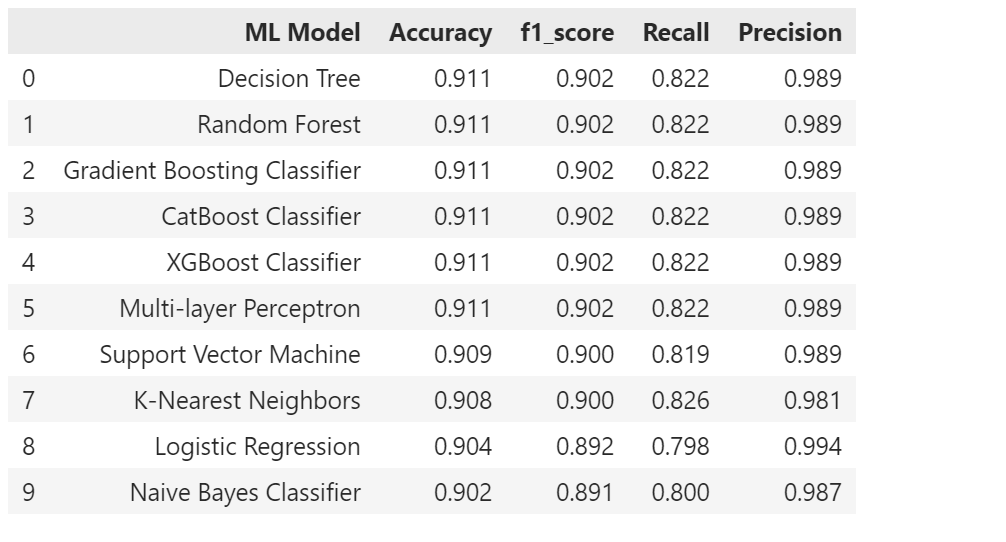 ML Model Accuracy f1_score Recall Precision
0 Decision Tree 0.911 0.902 0.822 0.989
1 Random Forest 0.911 0.902 0.822 0.989
2 Gradient Boosting Classifier 0.911 0.902 0.822 0.989
3 CatBoost Classifier 0.911 0.902 0.822 0.989
4 XGBoost Classifier 0.911 0.902 0.822 0.989
5 Multi-layer Perceptron 0.911 0.902 0.822 0.989
6 Support Vector Machine 0.909 0.900 0.819 0.989
7 K-Nearest Neighbors 0.908 0.900 0.826 0.981
8 Logistic Regression 0.904 0.892 0.798 0.994
9 Naive Bayes Classifier 0.902 0.891 0.800 0.987